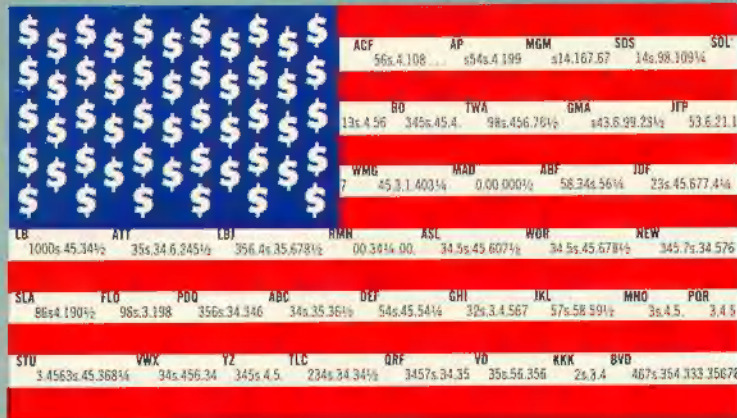 $ $ $ $ $ $ $ $ $ $ $
$ $ $ $ $ $ $ $ $ $ $
$ $ $ $ $ $ $ $ $ $ $
$ $ $ $ $ $ $ $ $ $ $
$ $ $ $ $ $
ACF AP MGM SOS SOL
56s.4.108... s54s.4.199 s14.167.67 14s.98.109¼
BO TWA GMA JFP
13s.4.56 345s.45.4. 98s.456.76½ s43.6.99.23½ 53.6.21.1
WMG MAD ABF JDF
7 45.3.1.403¼ 0.00.000½ 58.34s.56¼ 23s.45.677.4¼
LB ATT LBJ RMN ASL WOR NEW
1000s.45.34½ 35s.34.6.245½ 356.4s.35.678½ 00.34¼.00. 34.5s.45.607½ 34.5s.45.678½ 345.7s.34.576
SLA FLO PDQ ABC DEF GHI JKL MNO PQR
86s4.190½ 98s.3.198 356s.34.346 34s.35.36½ 54s.45.54¼ 32s.3.4.567 57s.58.59½ 3s.4.5. 3.4.5
STU VWX YZ TLC QRF VD KKK BVD
3.4563s.45.368¼ 94s.456.34 345s.4.5. 234s.34.34½ 3457s.34.35 35s.56.356 2s.3.4 467s.354.333.35678